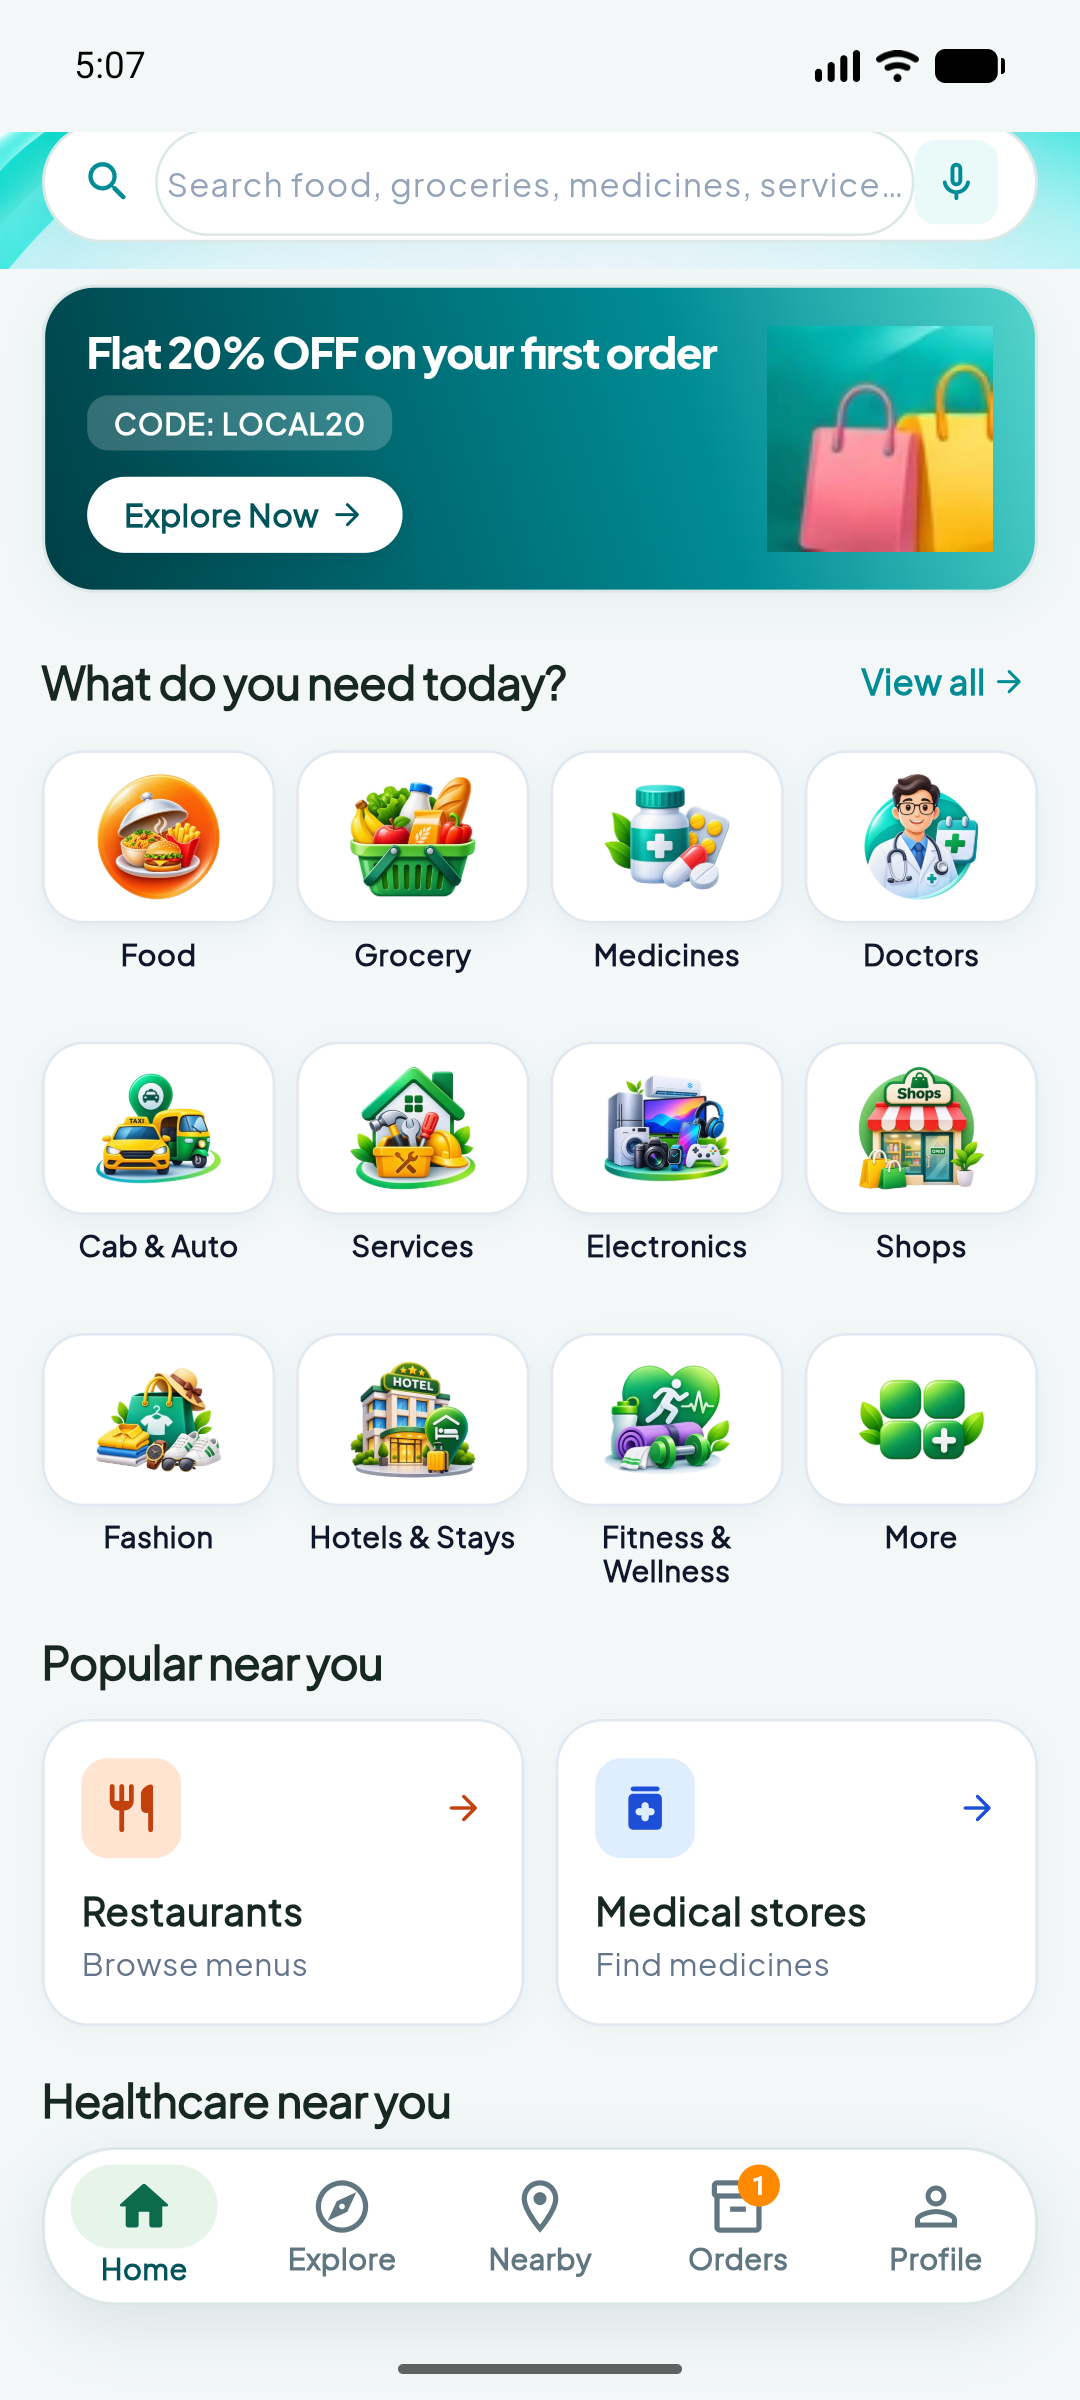 5:07
Search food, groceries, medicines, service...
Flat 20% OFF on your first order
CODE: LOCAL20
Explore Now
What do you need today?
View all
Food
Grocery
Medicines
Doctors
TAXI
Shops
OPEN
Cab & Auto
Services
Electronics
Shops
HOTEL
Fashion
Hotels & Stays
Fitness &
Wellness
More
Popular near you
Restaurants
Browse menus
Medical stores
Find medicines
Healthcare near you
1
Home
Explore
Nearby
Orders
Profile